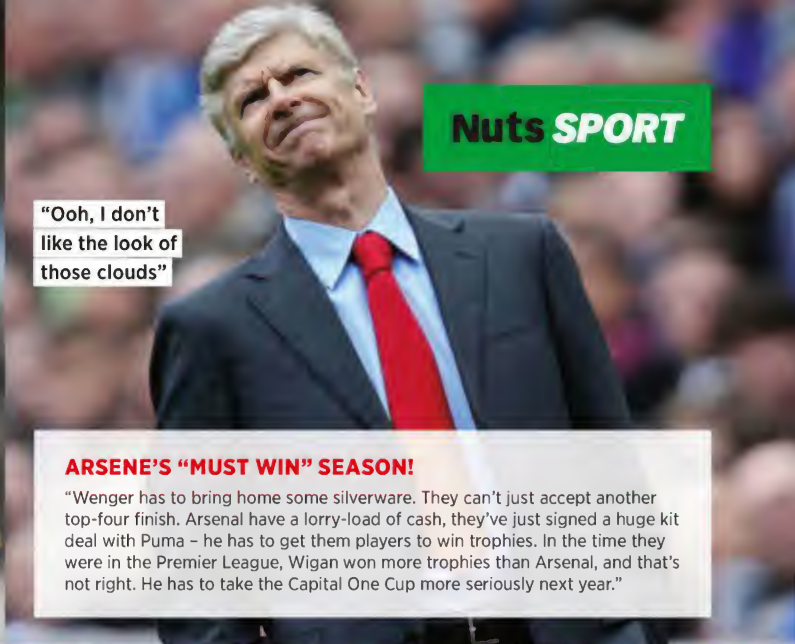 Nuts SPORT
“Ooh, I don’t
like the look of
those clouds”
ARSENE’S “MUST WIN” SEASON!
“Wenger has to bring home some silverware. They can’t just accept another
top-four finish. Arsenal have a lorry-load of cash, they’ve just signed a huge kit
deal with Puma – he has to get them players to win trophies. In the time they
were in the Premier League, Wigan won more trophies than Arsenal, and that’s
not right. He has to take the Capital One Cup more seriously next year.”